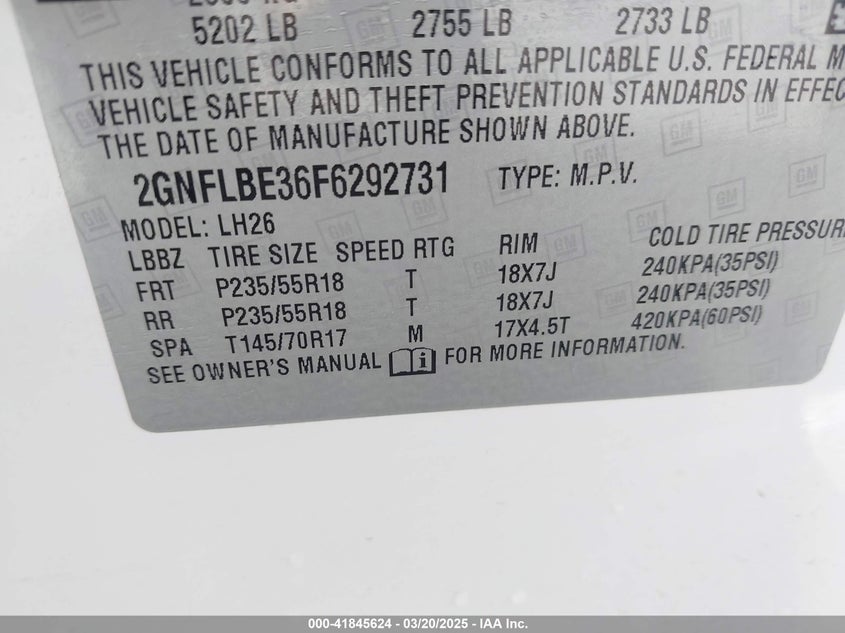 5202 LB 2755 LB 2733 LB
THIS VEHICLE CONFORMS TO ALL APPLICABLE U.S. FEDERAL M
VEHICLE SAFETY AND THEFT PREVENTION STANDARDS IN EFFEC
THE DATE OF MANUFACTURE SHOWN ABOVE.
2GNFLBE36F6292731 TYPE: M.P.V.
MODEL: LH26
LBBZ TIRE SIZE SPEED RTG RIM COLD TIRE PRESSUR
FRT P235/55R18 T 18X7J 240KPA(35PSI)
RR P235/55R18 T 18X7J 240KPA(35PSI)
SPA T145/70R17 M 17X4.5T 420KPA(60PSI)
SEE OWNER'S MANUAL i FOR MORE INFORMATION.
GM
000-41845624 - 03/20/2025 - IAA Inc.